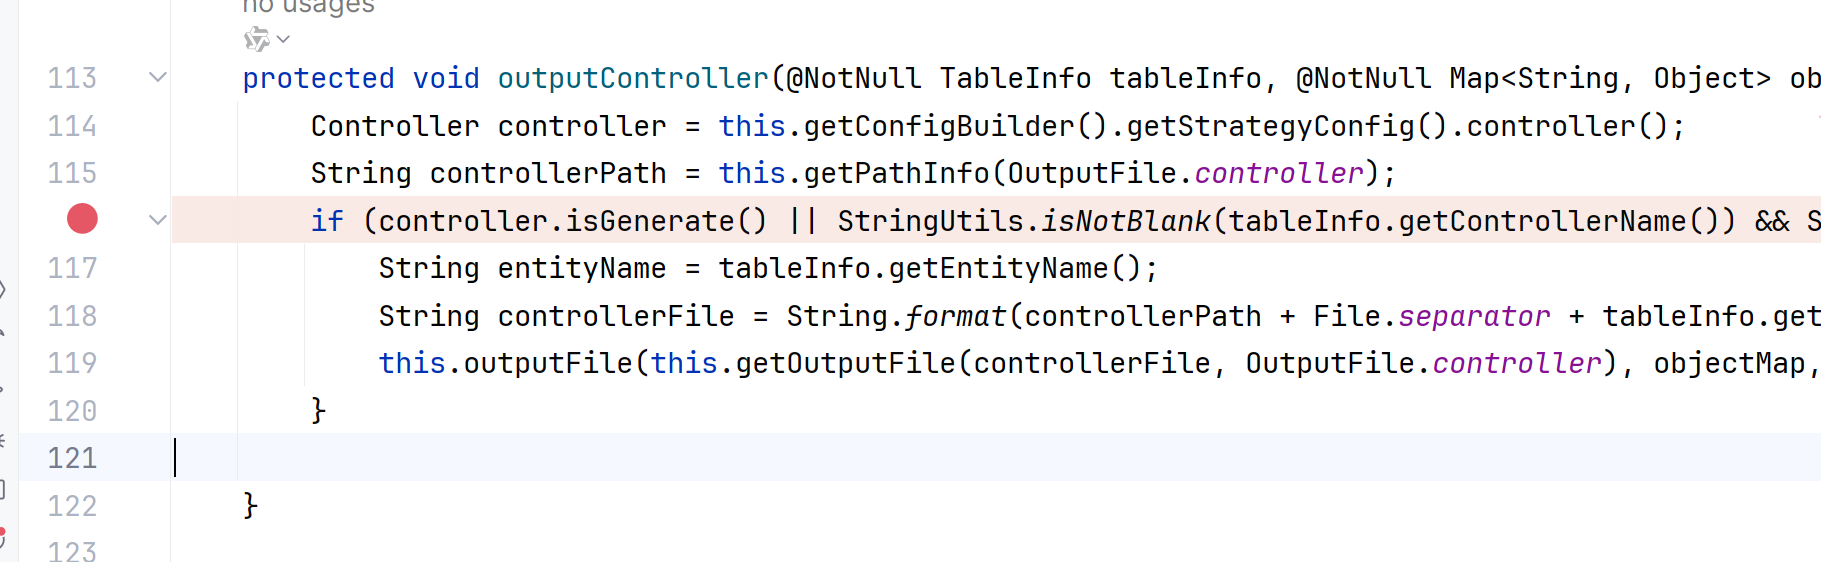 no usages
113 protected void outputController(@NotNull TableInfo tableInfo, @NotNull Map<String, Object> ob
114 Controller controller = this.getConfigBuilder().getStrategyConfig().controller();
115 String controllerPath = this.getPathInfo(OutputFile.controller);
if (controller.isGenerate() || StringUtils.isNotBlank(tableInfo.getControllerName()) && S
117 String entityName = tableInfo.getEntityName();
118 String controllerFile = String.format(controllerPath + File.separator + tableInfo.get
119 this.outputFile(this.getOutputFile(controllerFile, OutputFile.controller), objectMap,
120 }
121
122 }
123